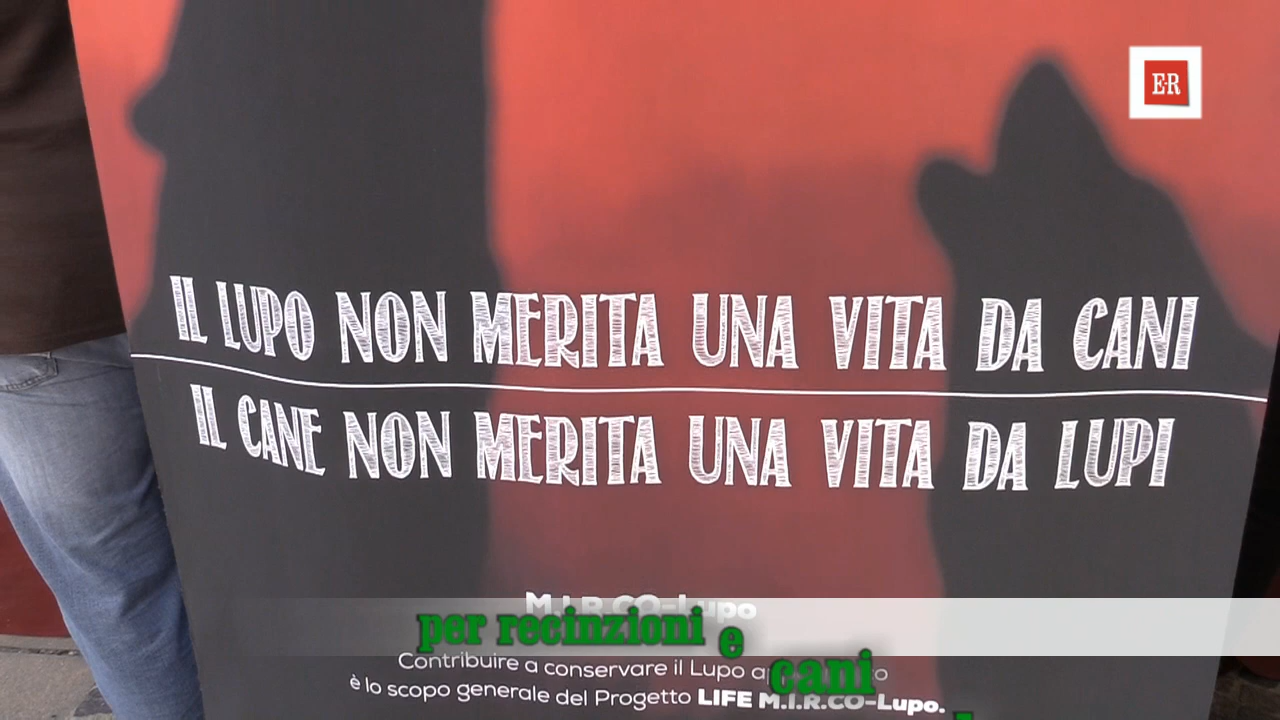 E-R
IL LUPO NON MERITA UNA VITA DA CANI
IL CANE NON MERITA UNA VITA DA LUPI
M.I.R.CO-Lupo
per recinzioni e cani
Contribuire a conservare il Lupo
è lo scopo generale del Progetto LIFE M.I.R.CO-Lupo.